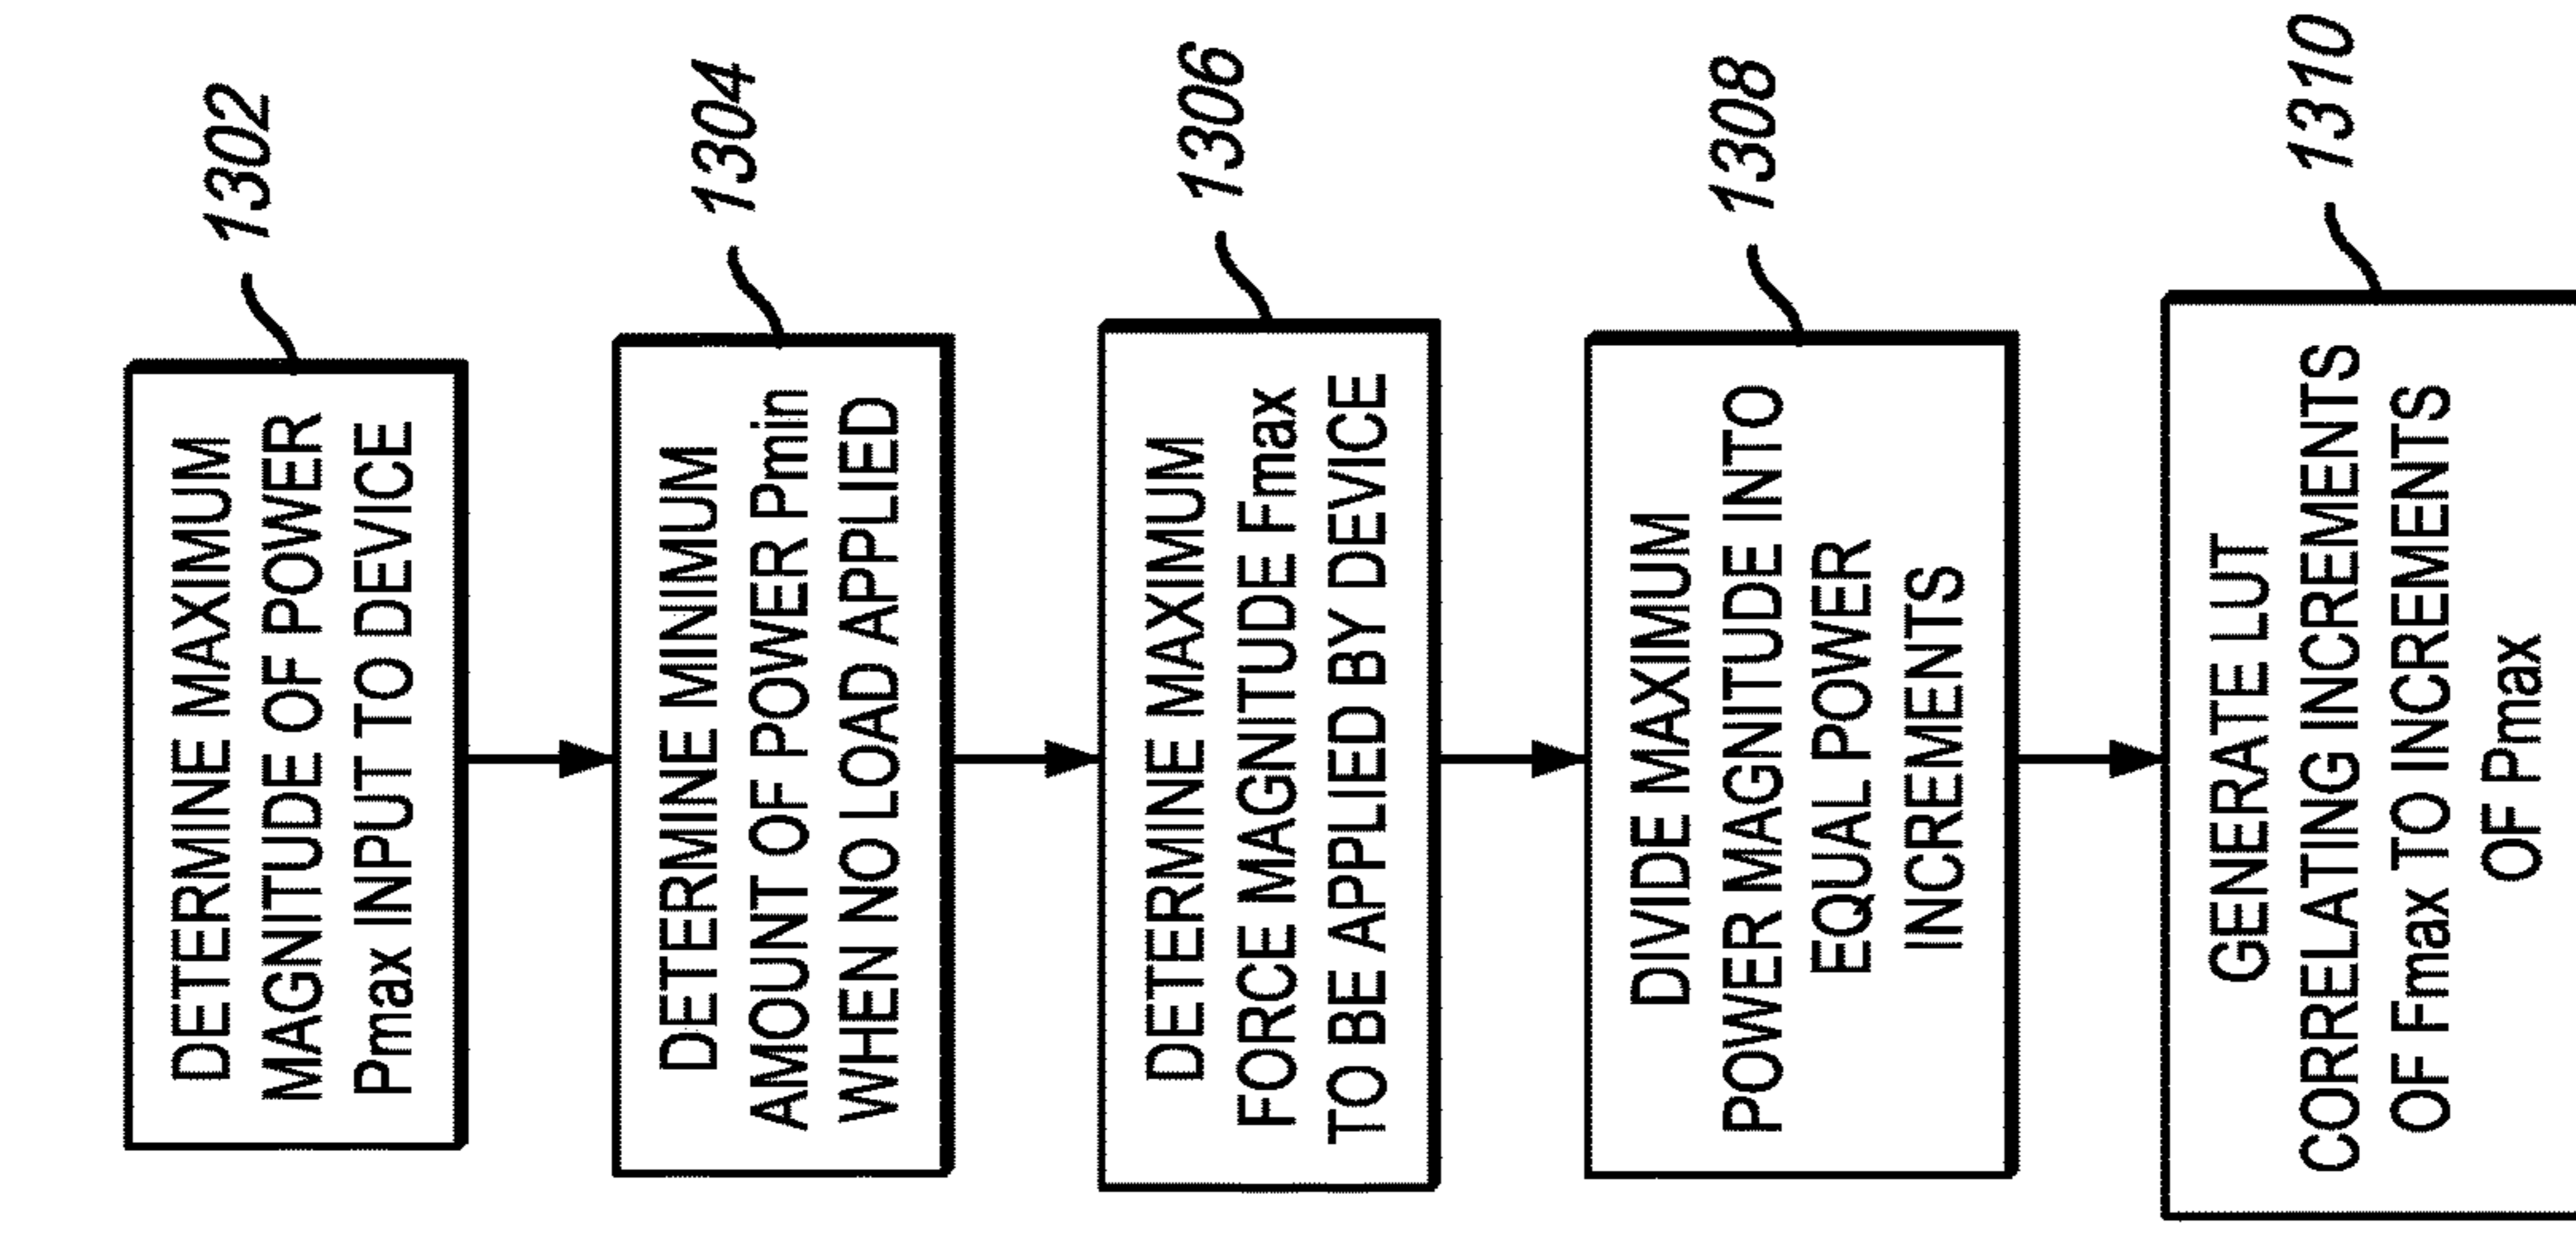 1302
DETERMINE MAXIMUM
MAGNITUDE OF POWER
Pmax INPUT TO DEVICE
1304
DETERMINE MINIMUM
AMOUNT OF POWER Pmin
WHEN NO LOAD APPLIED
1306
DETERMINE MAXIMUM
FORCE MAGNITUDE Fmax
TO BE APPLIED BY DEVICE
1308
DIVIDE MAXIMUM
POWER MAGNITUDE INTO
EQUAL POWER
INCREMENTS
1310
GENERATE LUT
CORRELATING INCREMENTS
OF Fmax TO INCREMENTS
OF Pmax